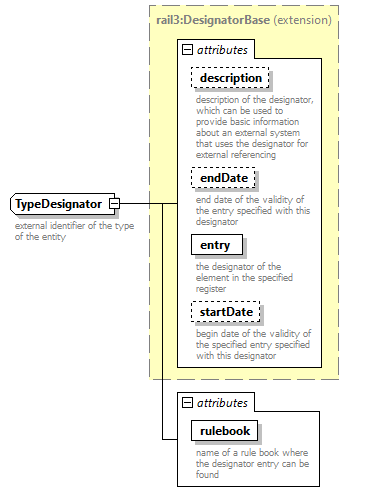 rail3:DesignatorBase (extension)
attributes
description
description of the designator,
which can be used to
provide basic information
about an external system
that uses the designator for
external referencing
endDate
end date of the validity of
the entry specified with this
designator
TypeDesignator
external identifier of the type
of the entity
entry
the designator of the
element in the specified
register
startDate
begin date of the validity of
the specified entry specified
with this designator
attributes
rulebook
name of a rule book where
the designator entry can be
found